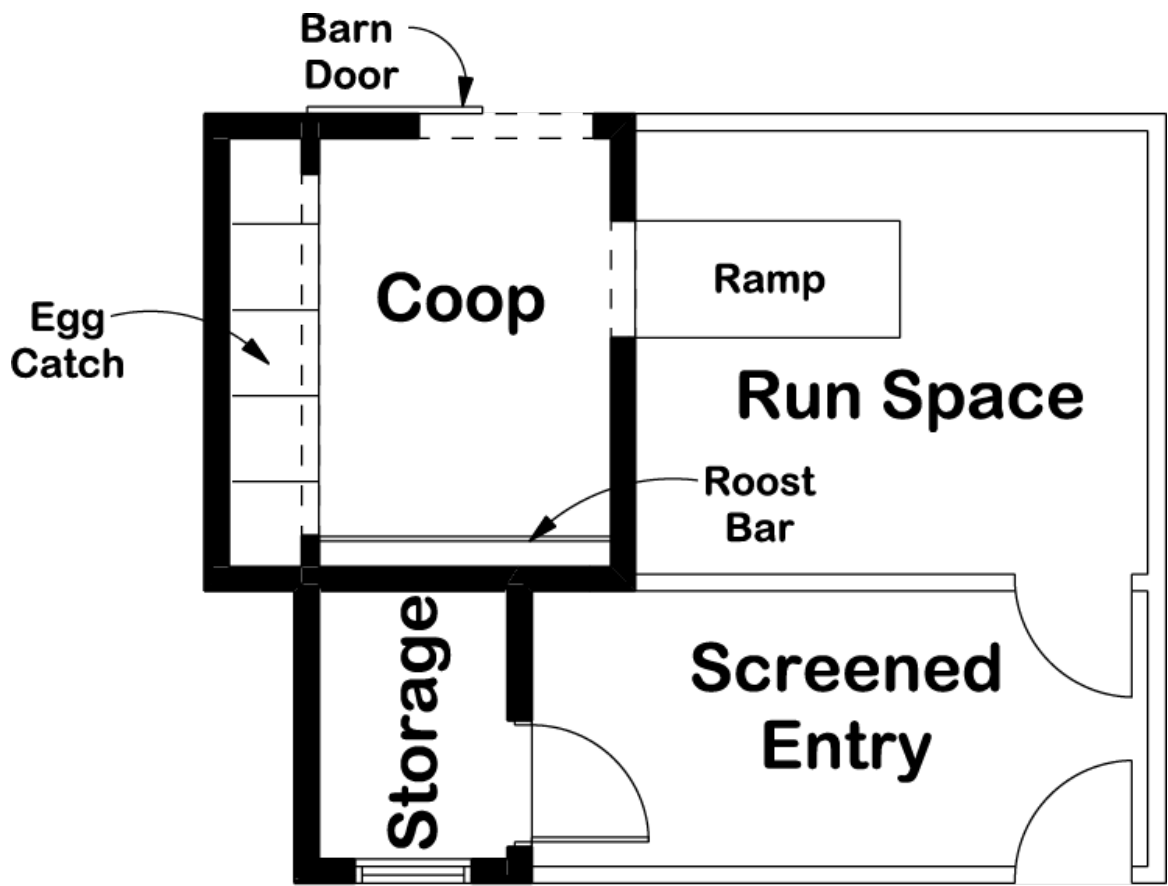 Barn
Door
Coop
Ramp
Egg
Catch
Run Space
Roost
Bar
Storage
Screened
Entry